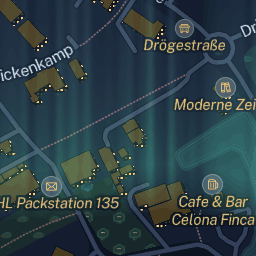 Drögestraße
Dr
ickenkamp
Moderne Zei
HL Packstation 135
Cafe & Bar
Celona Finca